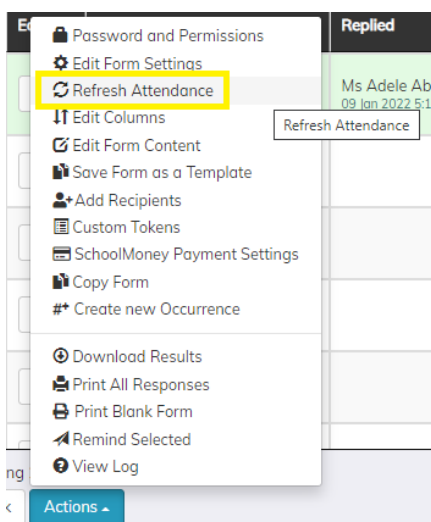 Ed
Replied
Password and Permissions
Edit Form Settings
Refresh Attendance
Ms Adele Ab
09 Jan 2022 5:1
Edit Columns
Refresh Attendance
Edit Form Content
Save Form as a Template
Add Recipients
Custom Tokens
SchoolMoney Payment Settings
Copy Form
#+ Create new Occurrence
Download Results
Print All Responses
Print Blank Form
Remind Selected
View Log
ng
Actions